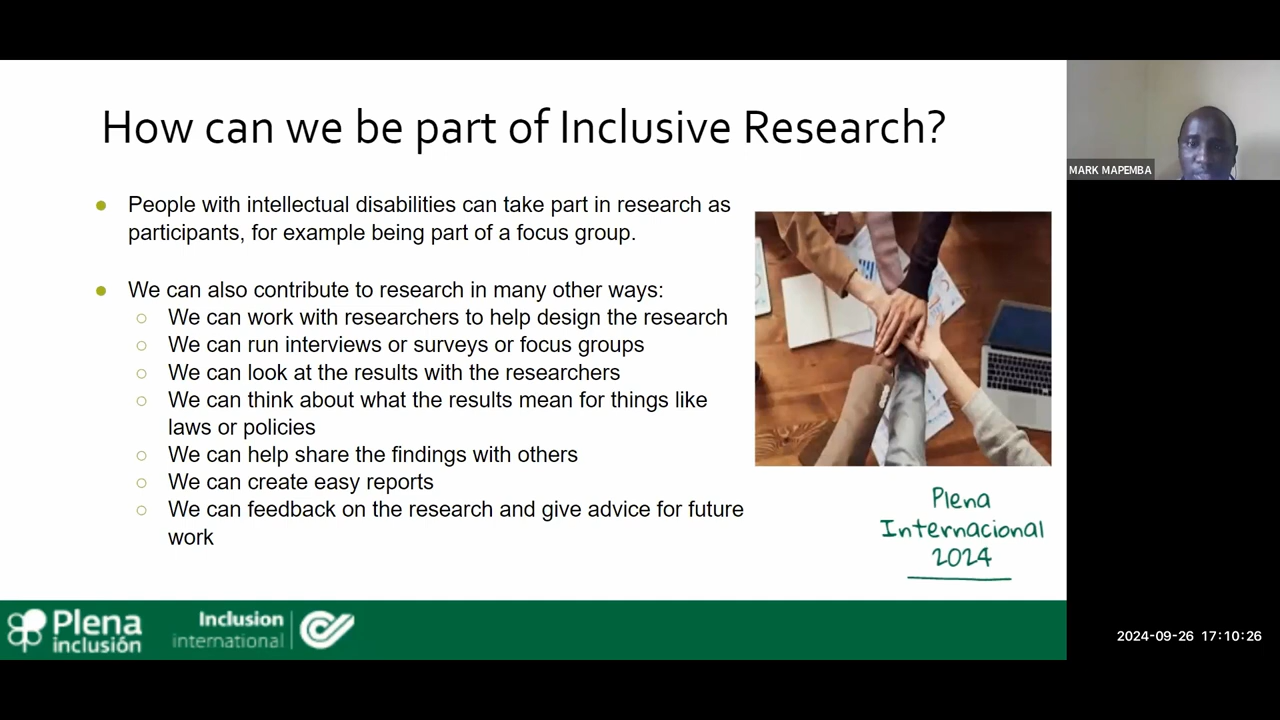 How can we be part of Inclusive Research?
MARK MAPEMBA
People with intellectual disabilities can take part in research as
participants, for example being part of a focus group.
We can also contribute to research in many other ways:
We can work with researchers to help design the research
We can run interviews or surveys or focus groups
We can look at the results with the researchers
We can think about what the results mean for things like
laws or policies
We can help share the findings with others
We can create easy reports
We can feedback on the research and give advice for future
work
Plena
Internacional
2024
Plena
inclusión
Inclusion
international
2024-09-26 17:10:26